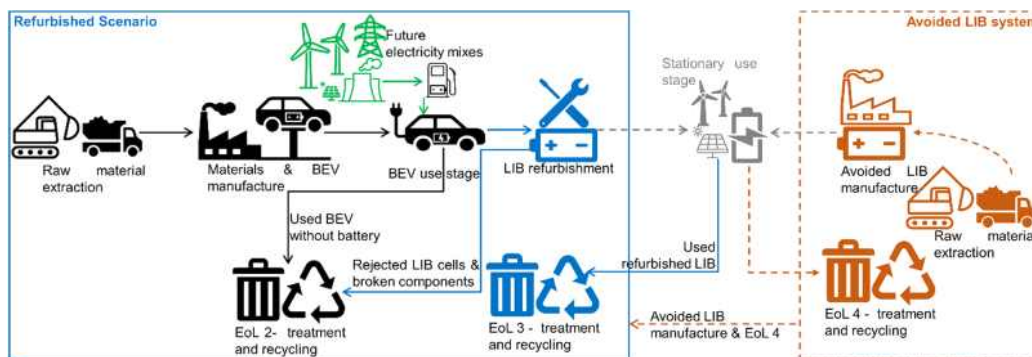 Refurbished Scenario
Avoided LIB system
Future
electricity mixes
Stationary use
stage
Raw material
extraction
Materials & BEV
manufacture
BEV use stage
LIB refurbishment
Avoided LIB
manufacture
Raw material
extraction
Used BEV
without battery
Rejected LIB cells &
broken components
Used
refurbished LIB
EoL 2- treatment
and recycling
EoL 3 - treatment
and recycling
Avoided LIB
manufacture & EoL 4
EoL 4 - treatment
and recycling